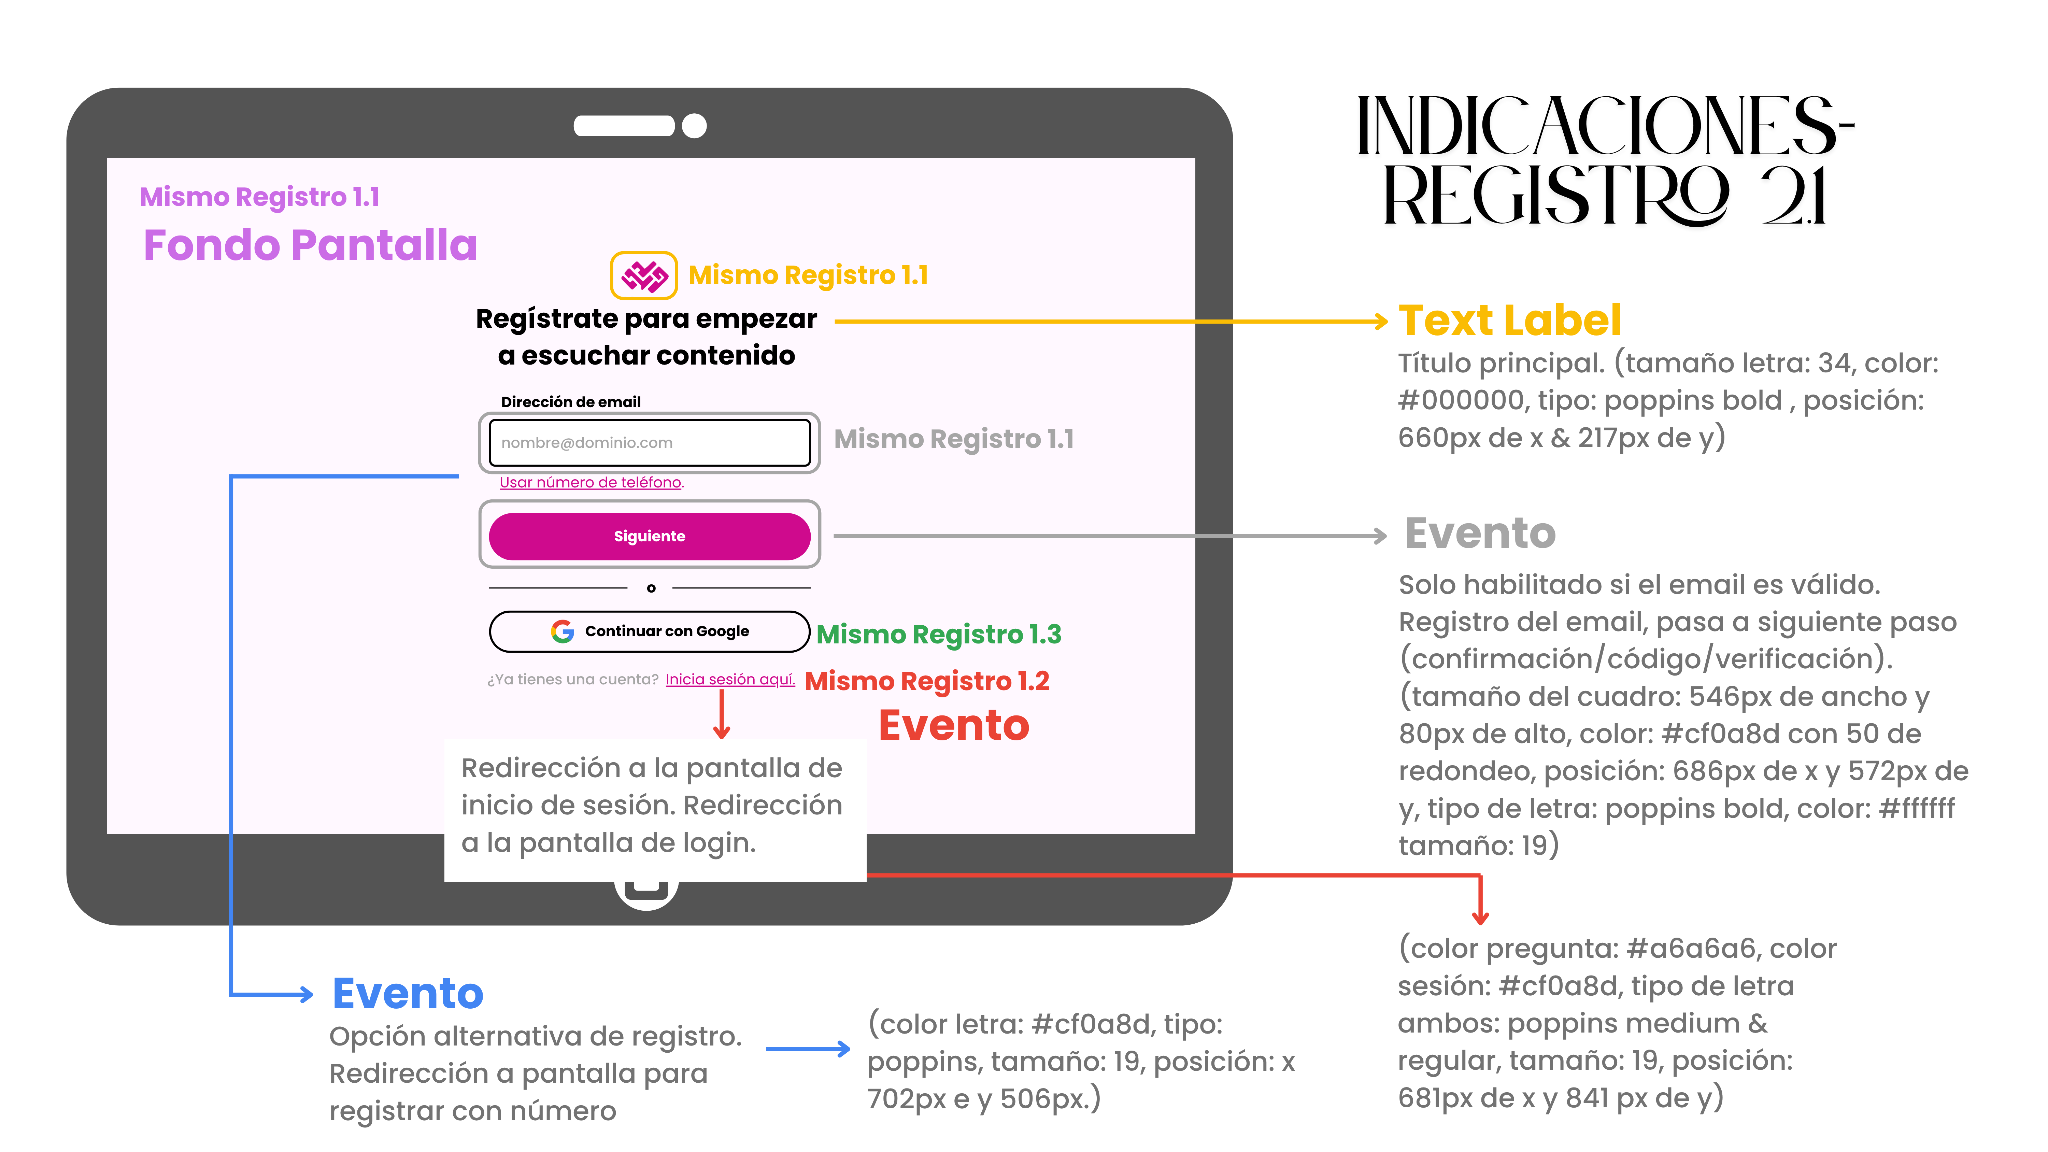 INDICACIONES-
REGISTRO 2.1
Mismo Registro 1.1
Fondo Pantalla
Mismo Registro 1.1
Regístrate para empezar
a escuchar contenido
Dirección de email
nombre@dominio.com
Mismo Registro 1.1
Usar número de teléfono.
Siguiente
o
Continuar con Google
Mismo Registro 1.3
¿Ya tienes una cuenta? Inicia sesión aquí.
Mismo Registro 1.2
Evento
Redirección a la pantalla de
inicio de sesión. Redirección
a la pantalla de login.
Text Label
Título principal. (tamaño letra: 34, color:
#000000, tipo: poppins bold , posición:
660px de x & 217px de y)
Evento
Solo habilitado si el email es válido.
Registro del email, pasa a siguiente paso
(confirmación/código/verificación).
(tamaño del cuadro: 546px de ancho y
80px de alto, color: #cf0a8d con 50 de
redondeo, posición: 686px de x y 572px de
y, tipo de letra: poppins bold, color: #ffffff
tamaño: 19)
(color pregunta: #a6a6a6, color
sesión: #cf0a8d, tipo de letra
ambos: poppins medium &
regular, tamaño: 19, posición:
681px de x y 841 px de y)
Evento
Opción alternativa de registro.
Redirección a pantalla para
registrar con número
(color letra: #cf0a8d, tipo:
poppins, tamaño: 19, posición: x
702px e y 506px.)